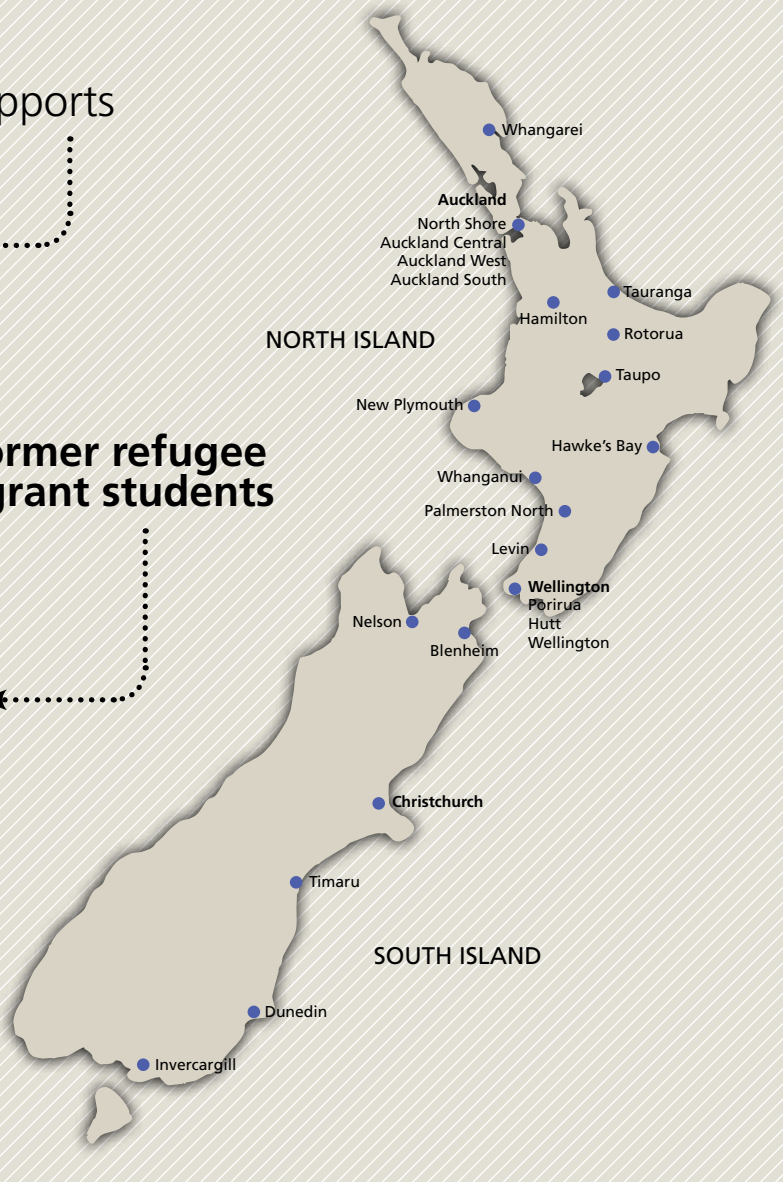 pports
Whangarei
Auckland
North Shore
Auckland Central
Auckland West
Auckland South
Tauranga
Hamilton
Rotorua
NORTH ISLAND
Taupo
New Plymouth
ormer refugee
grant students
Hawke’s Bay
Whanganui
Palmerston North
Levin
Wellington
Porirua
Hutt
Wellington
Nelson
Blenheim
Christchurch
Timaru
SOUTH ISLAND
Dunedin
Invercargill